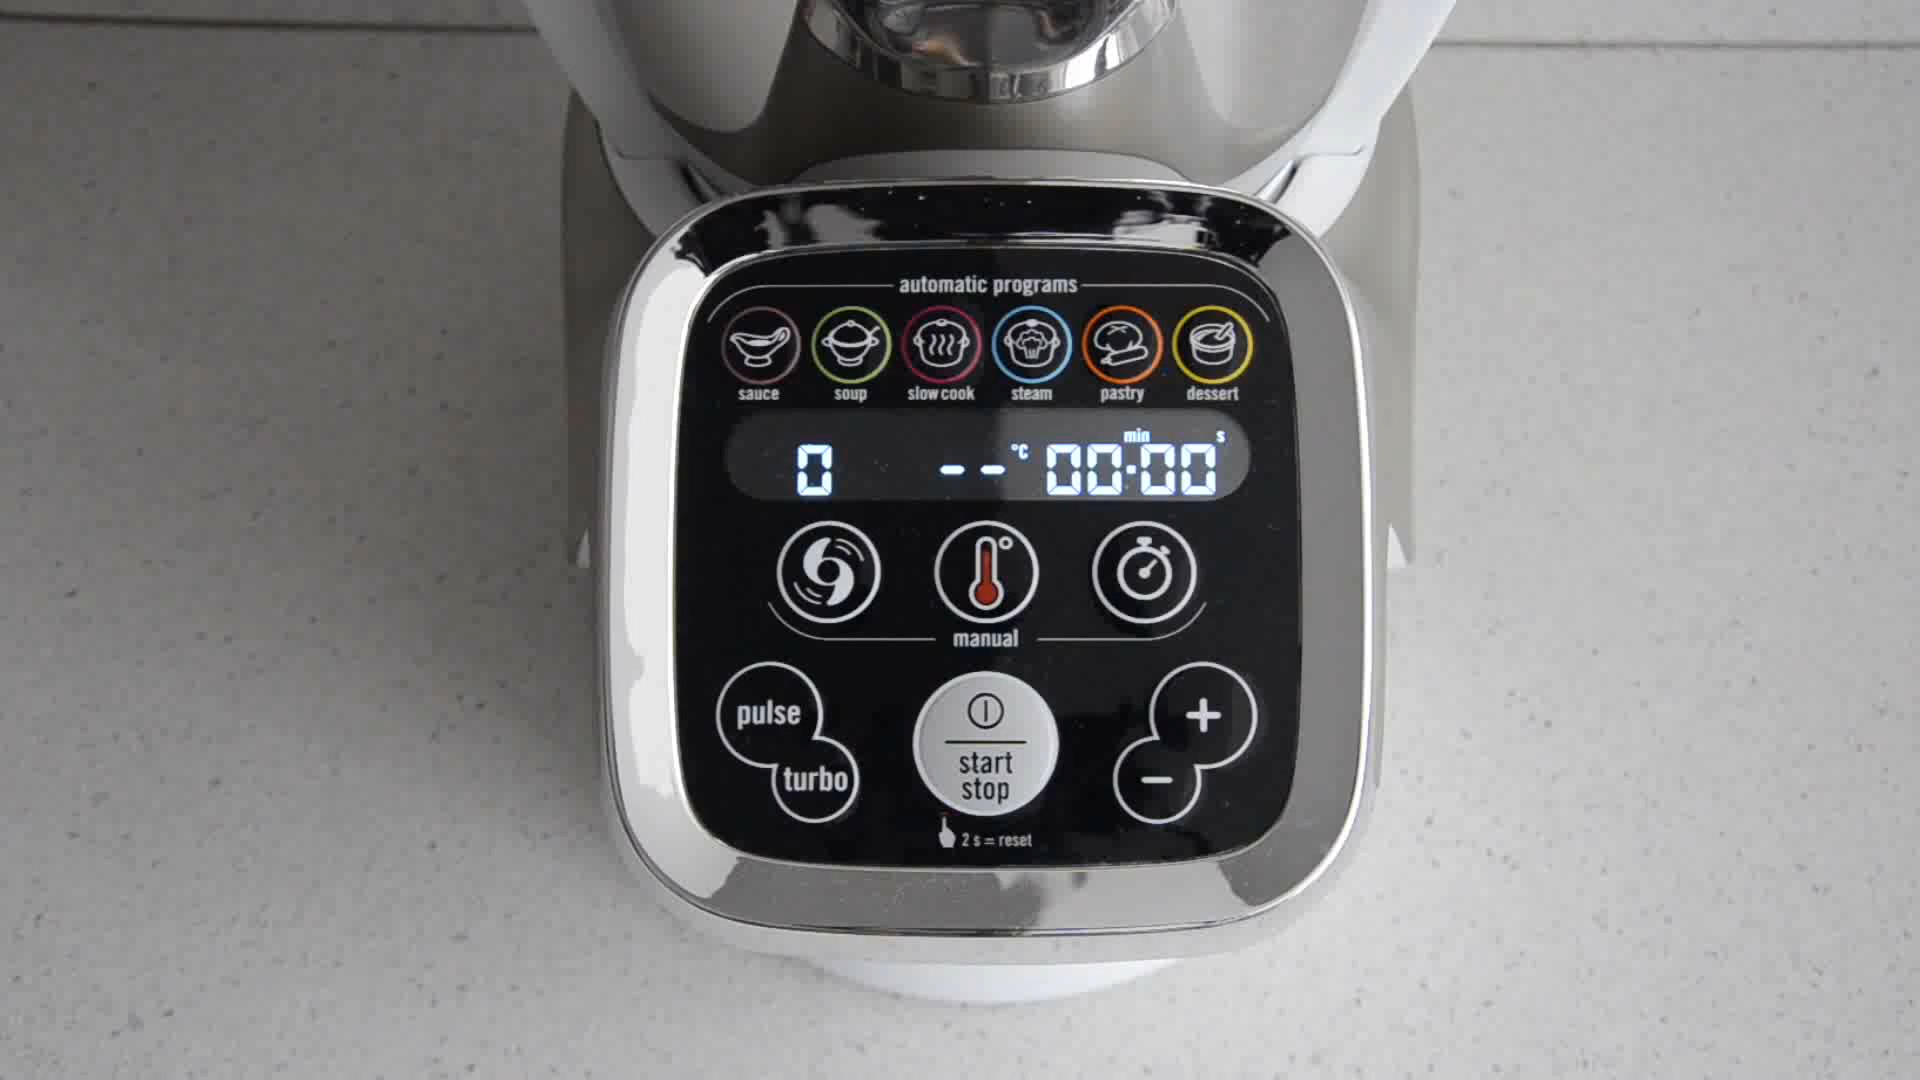 automatic programs
sauce soup slow cook steam pastry dessert
0 -- °C 00:00 min s
manual
pulse
turbo
start
stop
+
−
2 s = reset